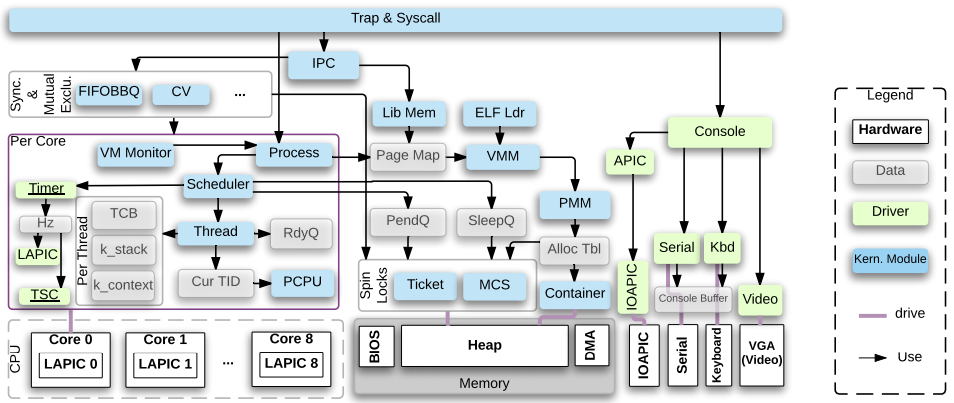 Trap & Syscall
IPC
Sync.
&
Mutual
Exclu.
FIFOBBQ
CV
...
Lib Mem
ELF Ldr
Per Core
VM Monitor
Process
Page Map
VMM
Console
APIC
Timer
Scheduler
PMM
Hz
Per Thread
TCB
Thread
RdyQ
PendQ
SleepQ
Alloc Tbl
Serial
Kbd
LAPIC
k_stack
k_context
TSC
Cur TID
PCPU
Spin
Locks
Ticket
MCS
Container
IOAPIC
Console Buffer
Video
CPU
Core 0
LAPIC 0
Core 1
LAPIC 1
...
Core 8
LAPIC 8
BIOS
Heap
DMA
Memory
IOAPIC
Serial
Keyboard
VGA
(Video)
Legend
Hardware
Data
Driver
Kern. Module
drive
Use